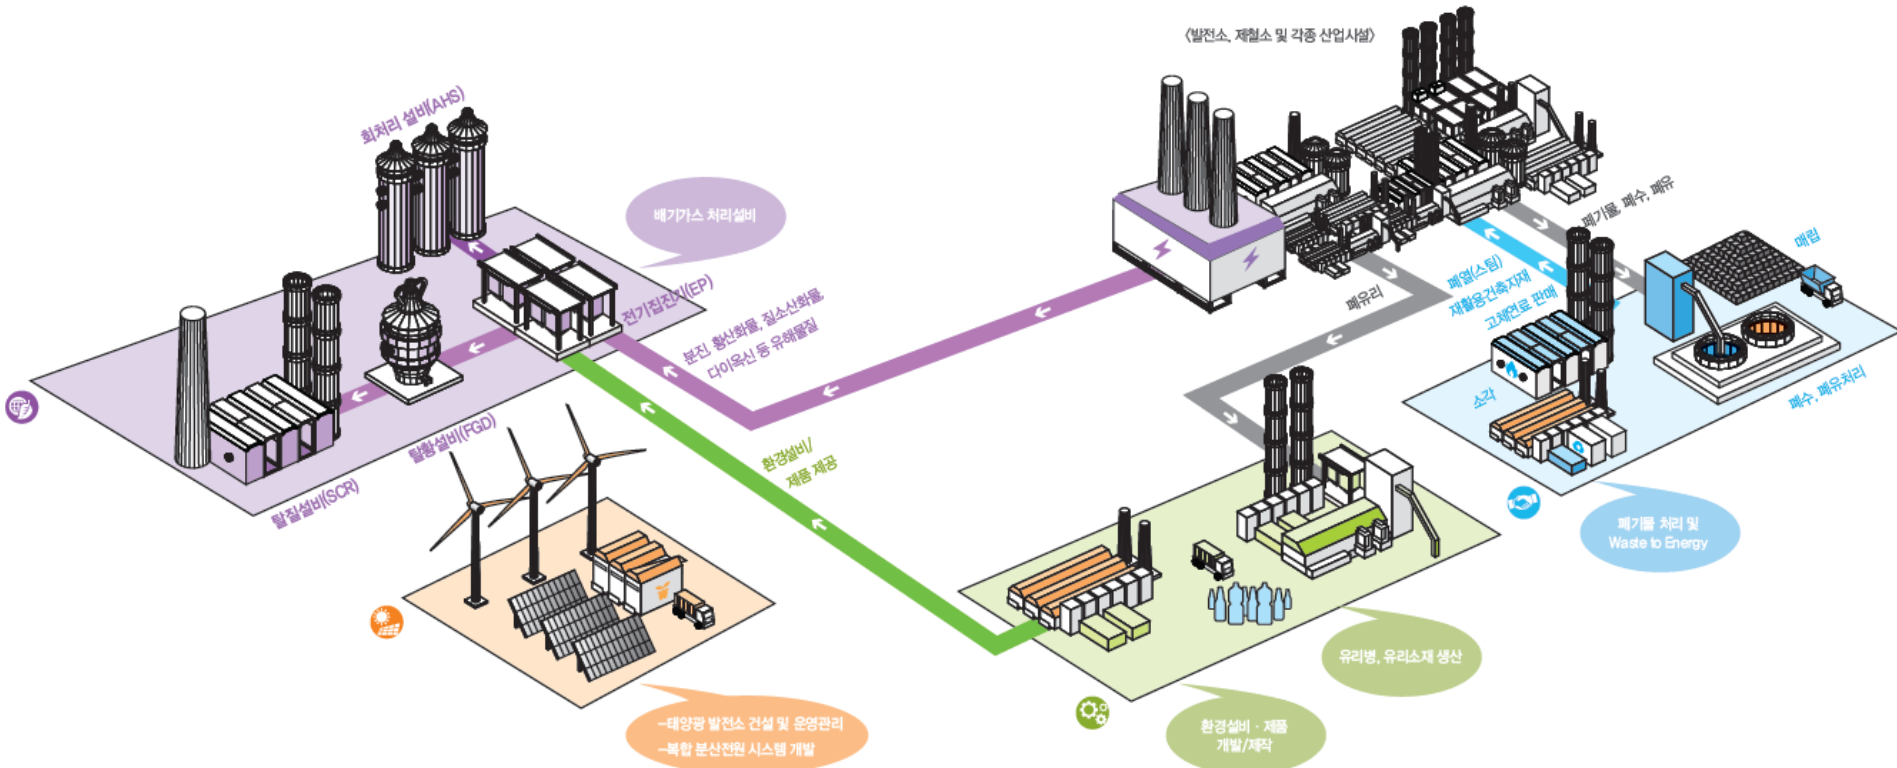 〈발전소, 제철소 및 각종 산업시설〉
회처리 설비(AHS)
배기가스 처리설비
폐기물, 폐수, 폐유
매립
전기집진기(EP)
분진, 황산화물, 질소산화물,
다이옥신 등 유해물질
폐유리
폐열(스팀)
재활용건축자재
고체연료 판매
소각
폐수, 폐유처리
탈황설비(FGD)
탈질설비(SCR)
환경설비/
제품 제공
폐기물 처리 및
Waste to Energy
유리병, 유리소재 생산
-태양광 발전소 건설 및 운영관리
-복합 분산전원 시스템 개발
환경설비 · 제품
개발/제작